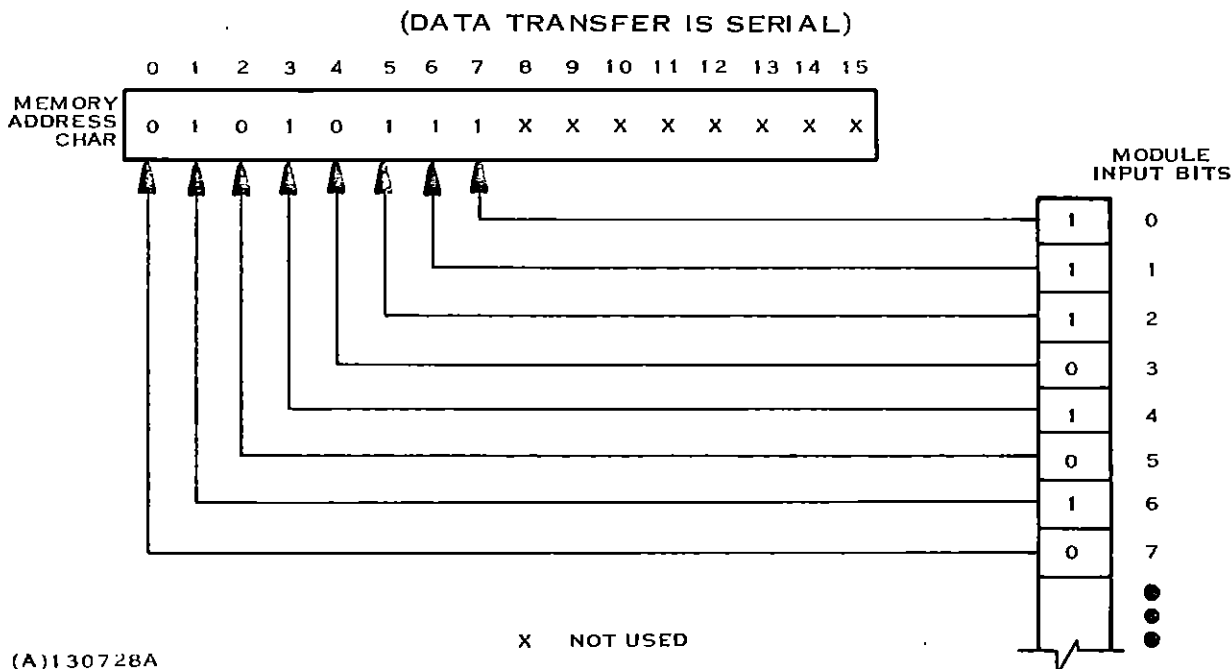 (DATA TRANSFER IS SERIAL)
0 1 2 3 4 5 6 7 8 9 10 11 12 13 14 15
MEMORY
ADDRESS
CHAR
0 1 0 1 0 1 1 1 X X X X X X X X
MODULE
INPUT BITS
1 0
1 1
1 2
0 3
1 4
0 5
1 6
0 7
X NOT USED
(A)130728A